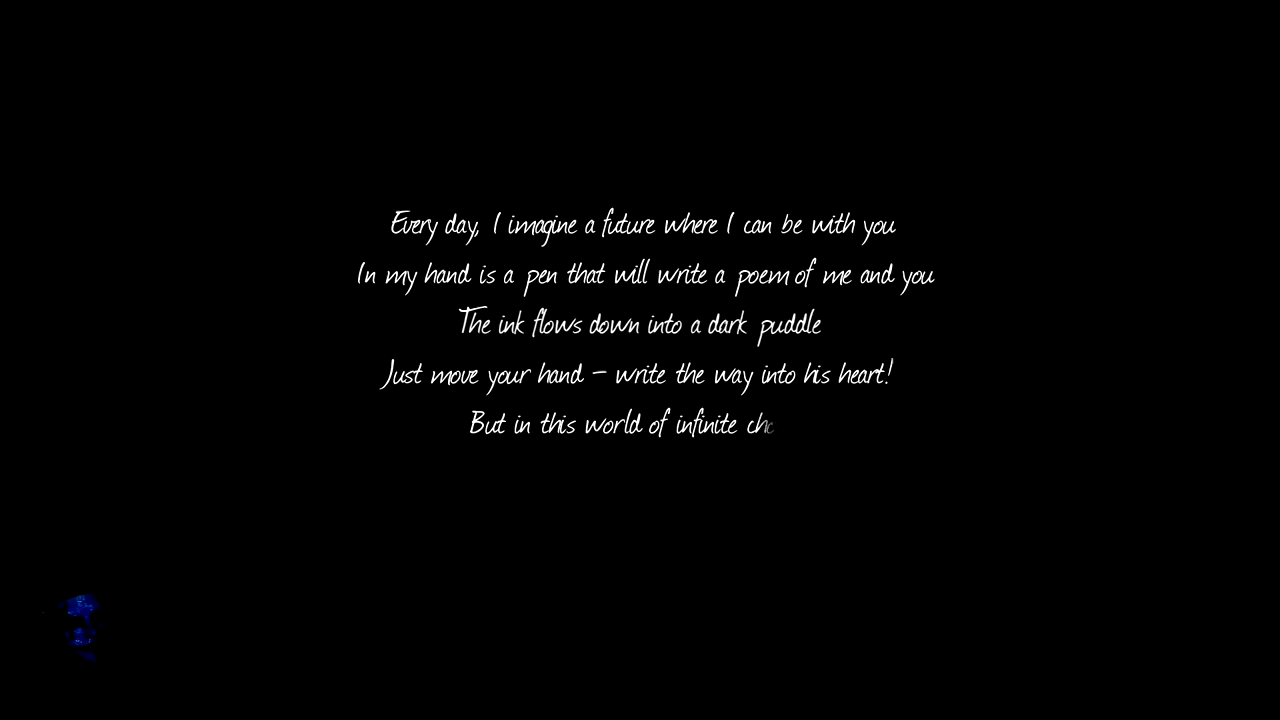 Every day, I imagine a future where I can be with you
In my hand is a pen that will write a poem of me and you
The ink flows down into a dark puddle
Just move your hand – write the way into his heart!
But in this world of infinite